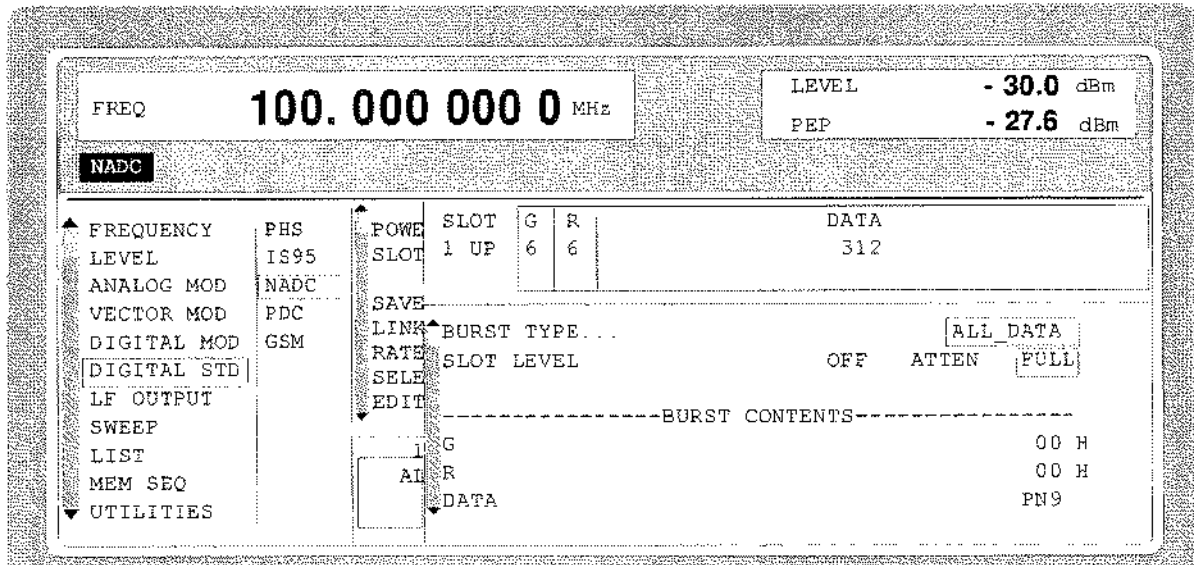 FREQ 100. 000 000 0 MHz
LEVEL - 30.0 dBm
PEP - 27.6 dBm
NADC
FREQUENCY
LEVEL
ANALOG MOD
VECTOR MOD
DIGITAL MOD
DIGITAL STD
LF OUTPUT
SWEEP
LIST
MEM SEQ
UTILITIES
PHS
IS95
NADC
PDC
GSM
POWE
SLOT
SAVE
LINK
RATE
SELE
EDIT
1
AL
SLOT G R DATA
1 UP 6 6 312
BURST TYPE... ALL_DATA
SLOT LEVEL OFF ATTEN FULL
----------------BURST CONTENTS----------------
G 00 H
R 00 H
DATA PN9